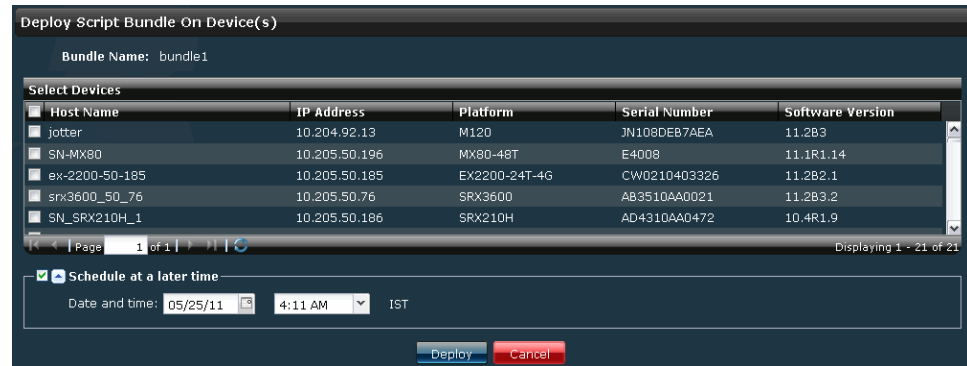 Deploy Script Bundle On Device(s)
Bundle Name: bundle1
Select Devices
Host Name IP Address Platform Serial Number Software Version
jotter 10.204.92.13 M120 JN108DEB7AEA 11.2B3
SN-MX80 10.205.50.196 MX80-48T E4008 11.1R1.14
ex-2200-50-185 10.205.50.185 EX2200-24T-4G CW0210403326 11.2B2.1
srx3600_50_76 10.205.50.76 SRX3600 AB3510AA0021 11.2B3.2
SN_SRX210H_1 10.205.50.186 SRX210H AD4310AA0472 10.4R1.9
Page 1 of 1 Displaying 1 - 21 of 21
Schedule at a later time
Date and time: 05/25/11 4:11 AM IST
Deploy Cancel